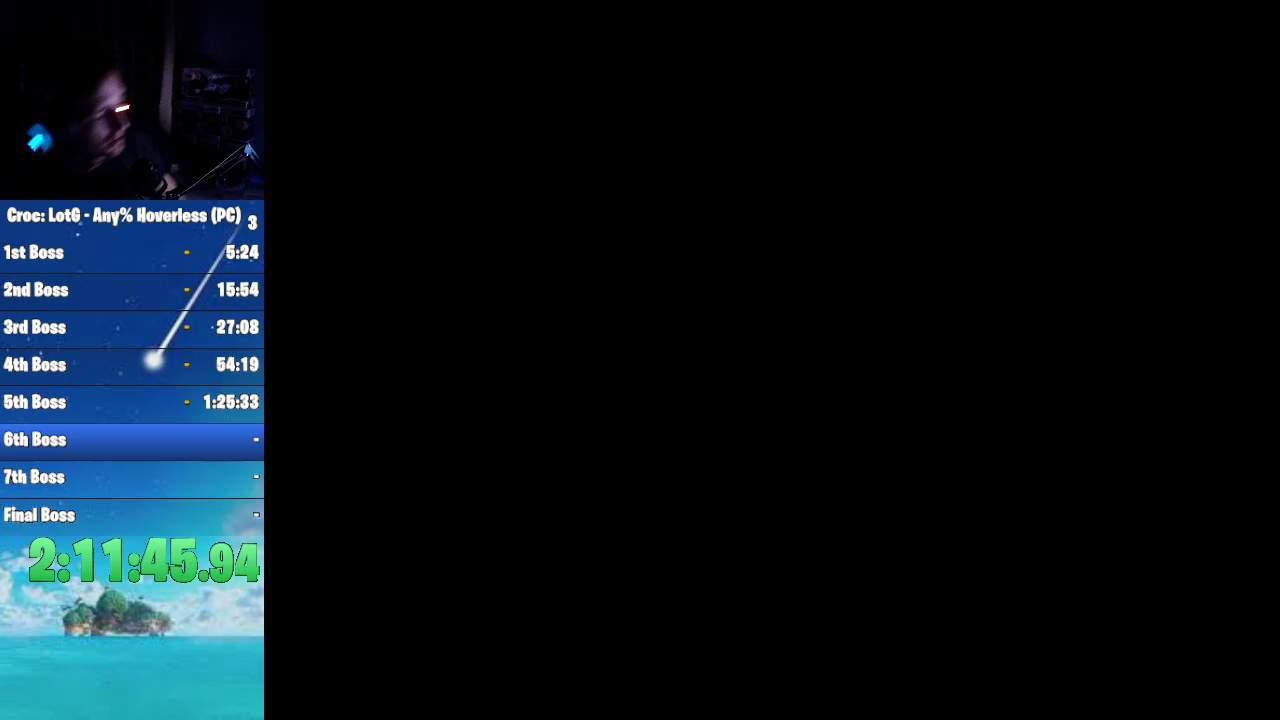 Croc: LotG - Any% Hoverless (PC) 3
1st Boss - 5:24
2nd Boss - 15:54
3rd Boss - 27:08
4th Boss - 54:19
5th Boss - 1:25:33
6th Boss -
7th Boss -
Final Boss -
2:11:45.94